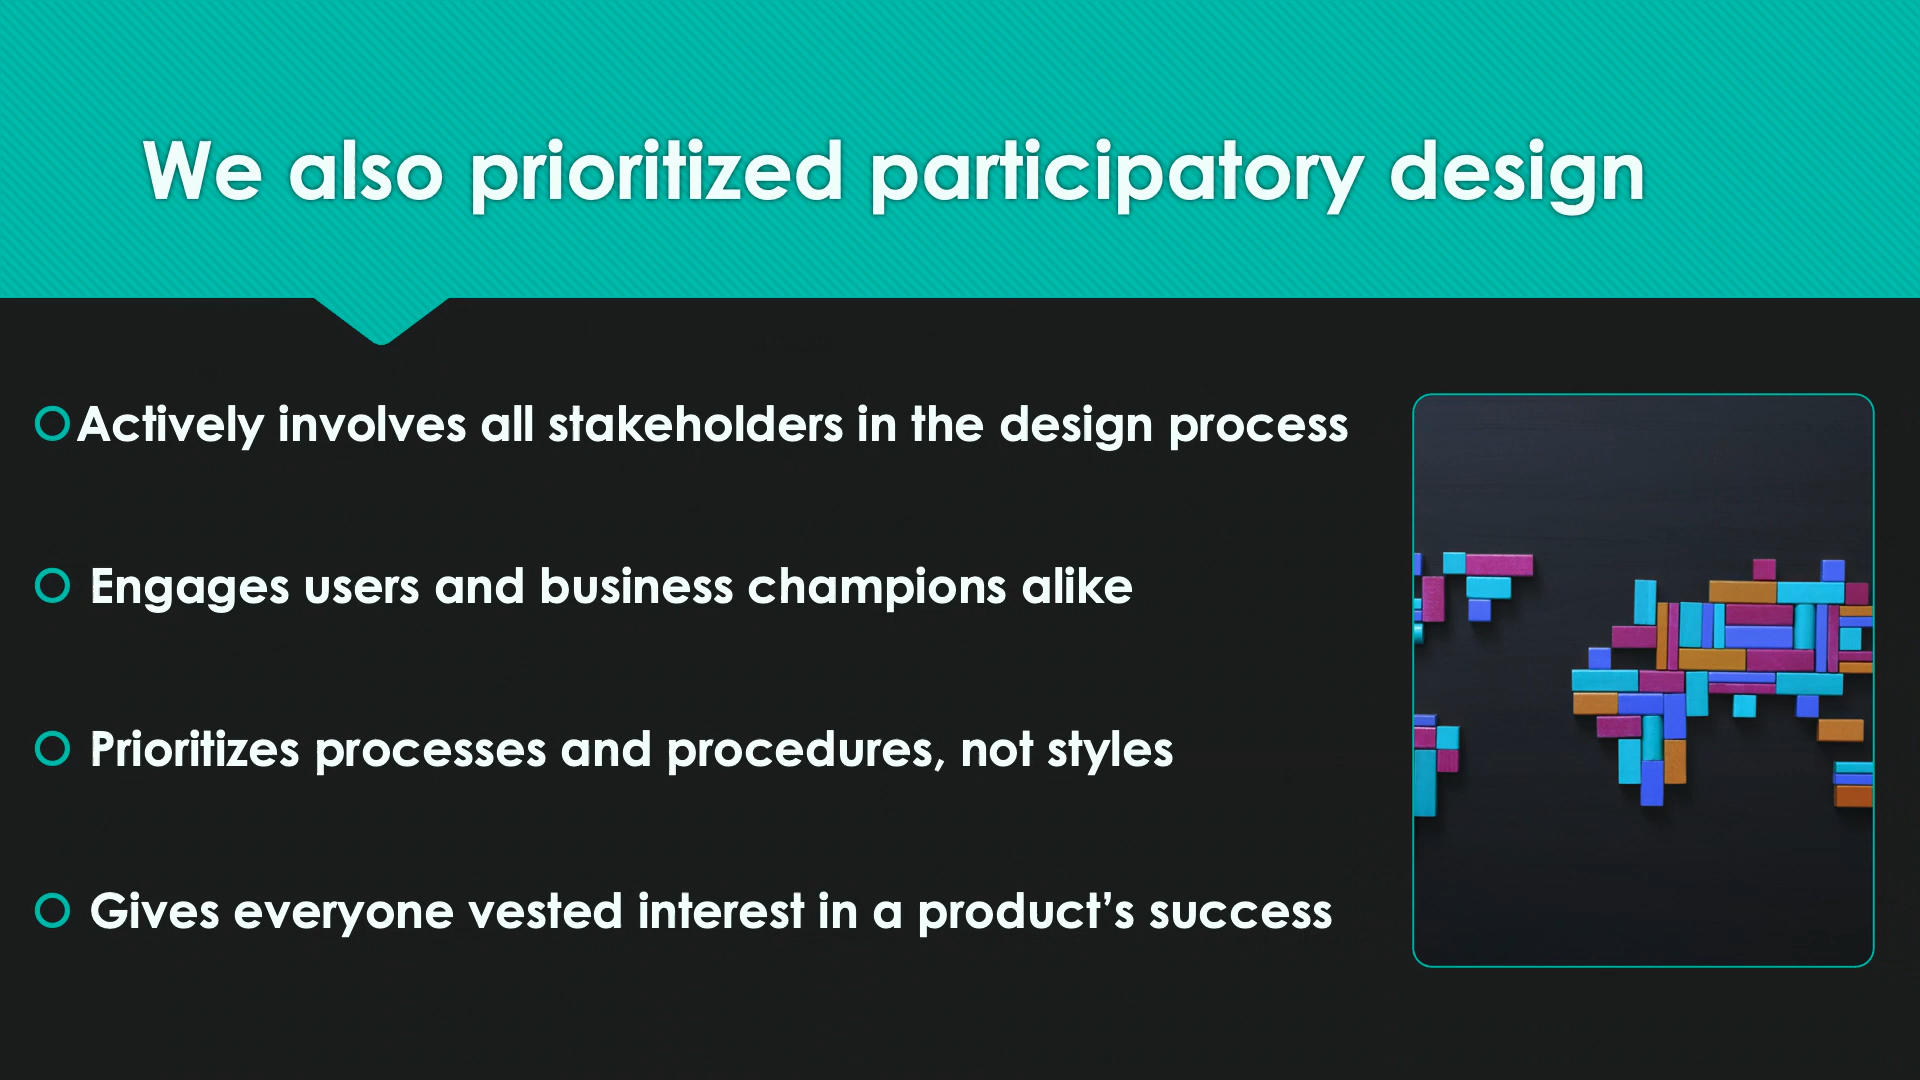 We also prioritized participatory design
Actively involves all stakeholders in the design process
Engages users and business champions alike
Prioritizes processes and procedures, not styles
Gives everyone vested interest in a product’s success